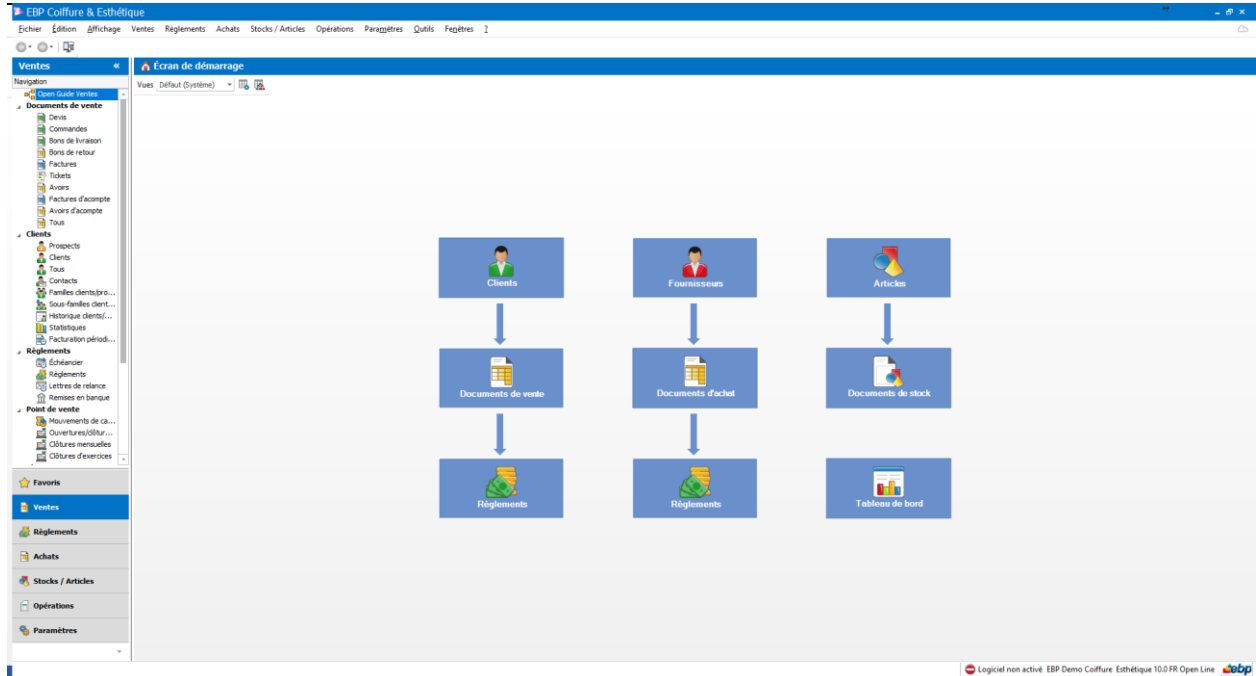 EBP Coiffure & Esthétique
Eichier Édition Affichage Ventes Règlements Achats Stocks / Articles Opérations Paramètres Outils Fenêtres ?
Ventes «
Écran de démarrage
Navigation
Vues Défaut (Système)
Open Guide Ventes
Documents de vente
Devis
Commandes
Bons de livraison
Bons de retour
Factures
Tickets
Avoirs
Factures d'acompte
Avoirs d'acompte
Tous
Clients
Prospects
Clients
Tous
Contacts
Familles clients/pro...
Sous-familles client...
Historique clients/...
Statistiques
Facturation périodi...
Règlements
Échéancier
Règlements
Lettres de relance
Remises en banque
Point de vente
Mouvements de ca...
Ouvertures/clôtur...
Clôtures mensuelles
Clôtures d'exercices
Favoris
Ventes
Règlements
Achats
Stocks / Articles
Opérations
Paramètres
Clients Fournisseurs Articles
Documents de vente Documents d'achat Documents de stock
Règlements Règlements Tableau de bord
Logiciel non activé EBP Demo Coiffure Esthétique 10.0 FR Open Line ebp